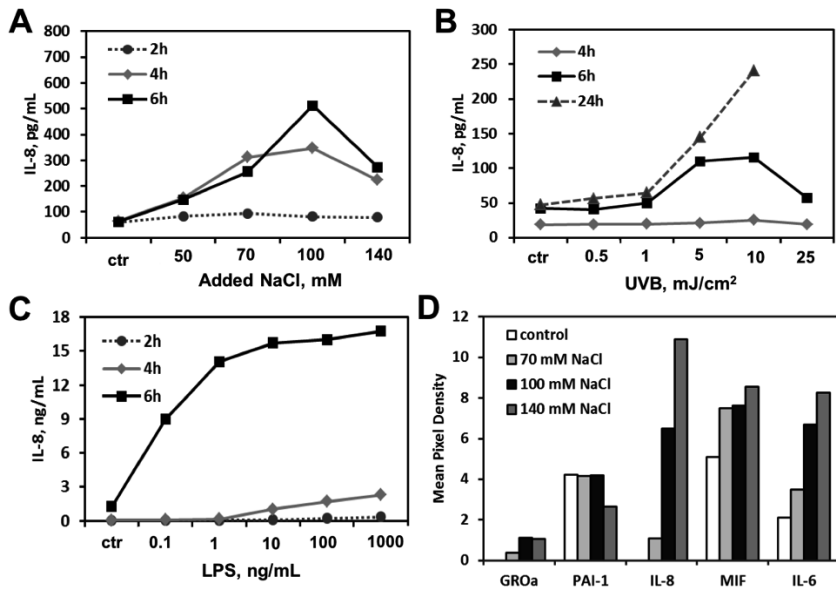 A
2h
4h
6h
IL-8, pg/mL
800
700
600
500
400
300
200
100
0
ctr 50 70 100 140
Added NaCl, mM
B
4h
6h
24h
IL-8, pg/mL
300
250
200
150
100
50
0
ctr 0.5 1 5 10 25
UVB, mJ/cm²
C
2h
4h
6h
IL-8, ng/mL
18
15
12
9
6
3
0
ctr 0.1 1 10 100 1000
LPS, ng/mL
D
control
70 mM NaCl
100 mM NaCl
140 mM NaCl
Mean Pixel Density
12
10
8
6
4
2
0
GROa PAI-1 IL-8 MIF IL-6